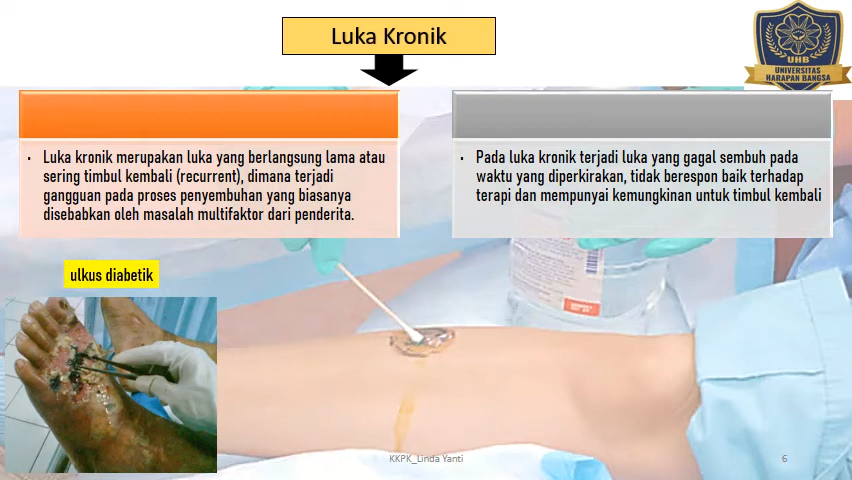 Luka Kronik
UHB
UNIVERSITAS
HARAPAN BANGSA
• Luka kronik merupakan luka yang berlangsung lama atau
sering timbul kembali (recurrent), dimana terjadi
gangguan pada proses penyembuhan yang biasanya
disebabkan oleh masalah multifaktor dari penderita.
• Pada luka kronik terjadi luka yang gagal sembuh pada
waktu yang diperkirakan, tidak berespon baik terhadap
terapi dan mempunyai kemungkinan untuk timbul kembali
ulkus diabetik
KKPK_Linda Yanti
6